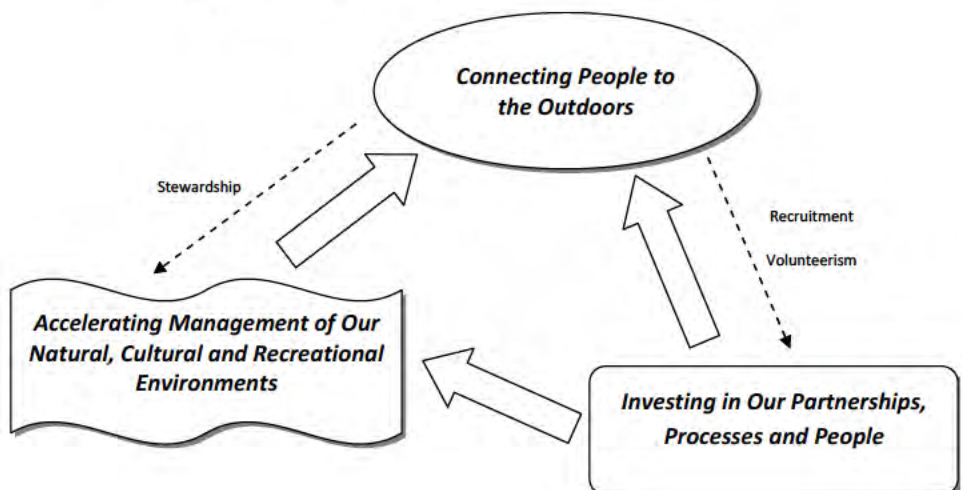 Connecting People to
the Outdoors
Stewardship
Recruitment
Volunteerism
Accelerating Management of Our
Natural, Cultural and Recreational
Environments
Investing in Our Partnerships,
Processes and People